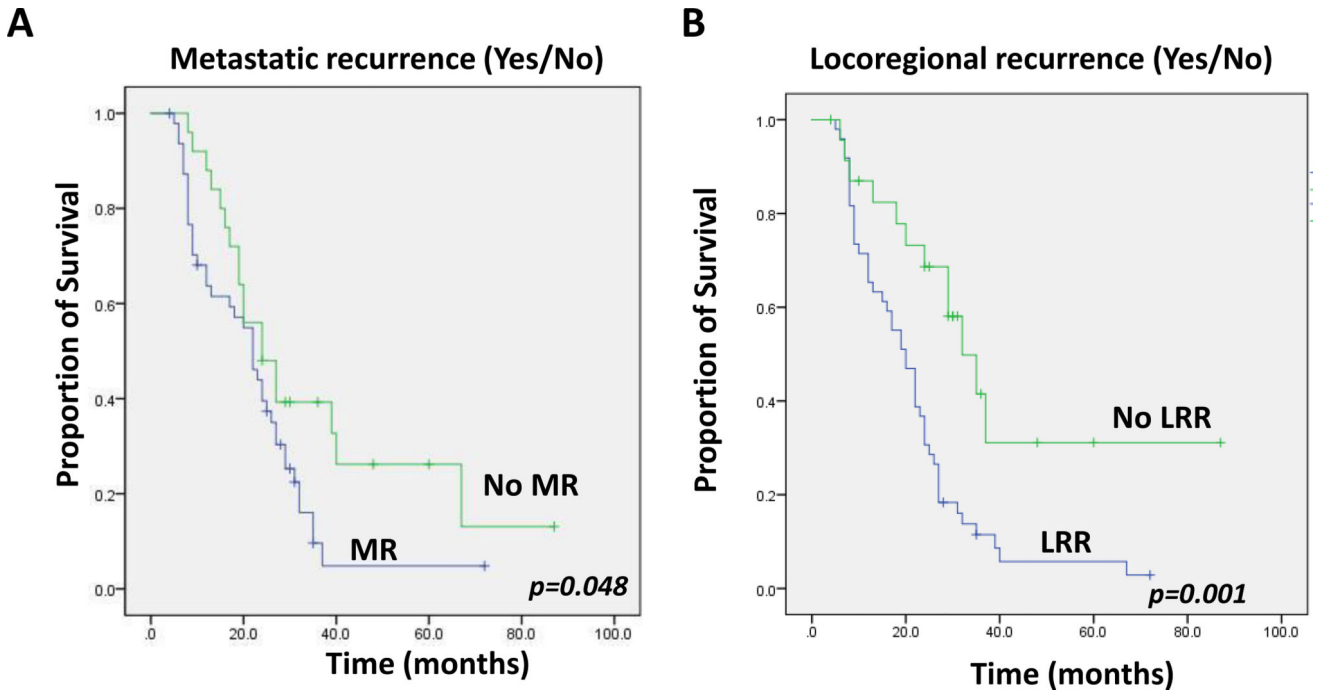 A
Metastatic recurrence (Yes/No)
Proportion of Survival
1.0
0.8
0.6
0.4
0.2
0.0
No MR
MR
p=0.048
.0 20.0 40.0 60.0 80.0 100.0
Time (months)
B
Locoregional recurrence (Yes/No)
Proportion of Survival
1.0
0.8
0.6
0.4
0.2
0.0
No LRR
LRR
p=0.001
.0 20.0 40.0 60.0 80.0 100.0
Time (months)